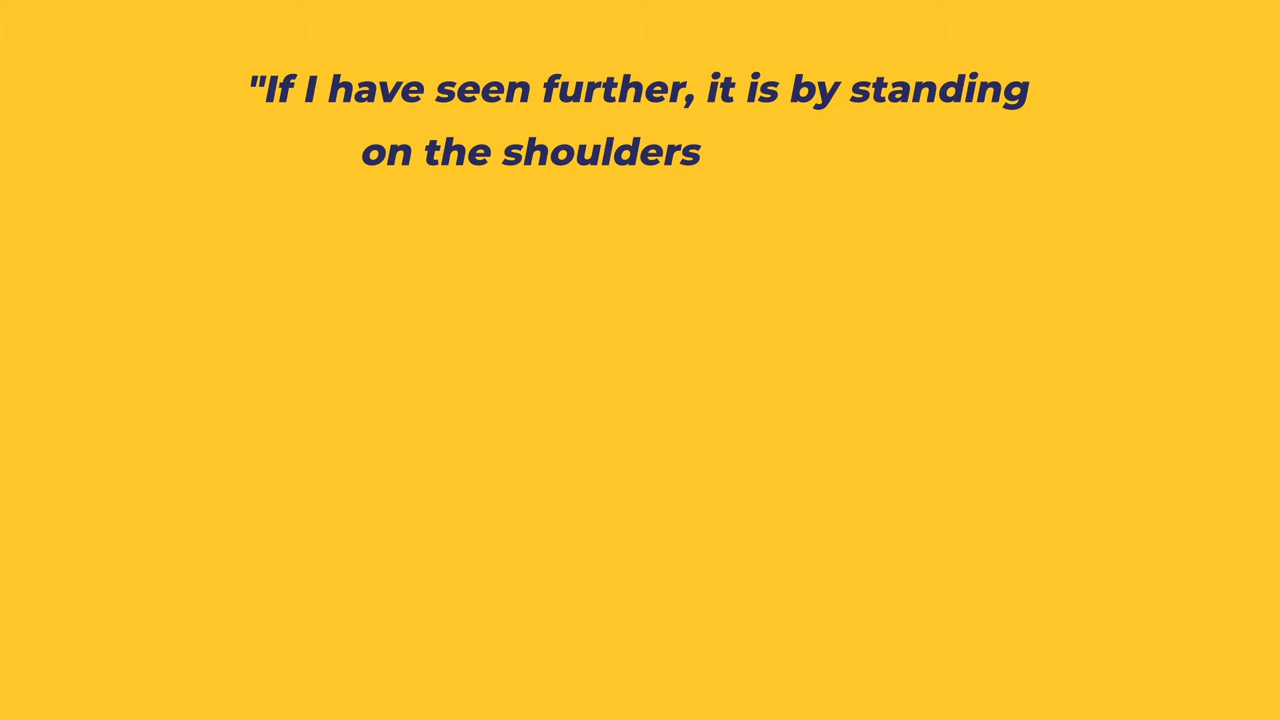 "If I have seen further, it is by standing
on the shoulders